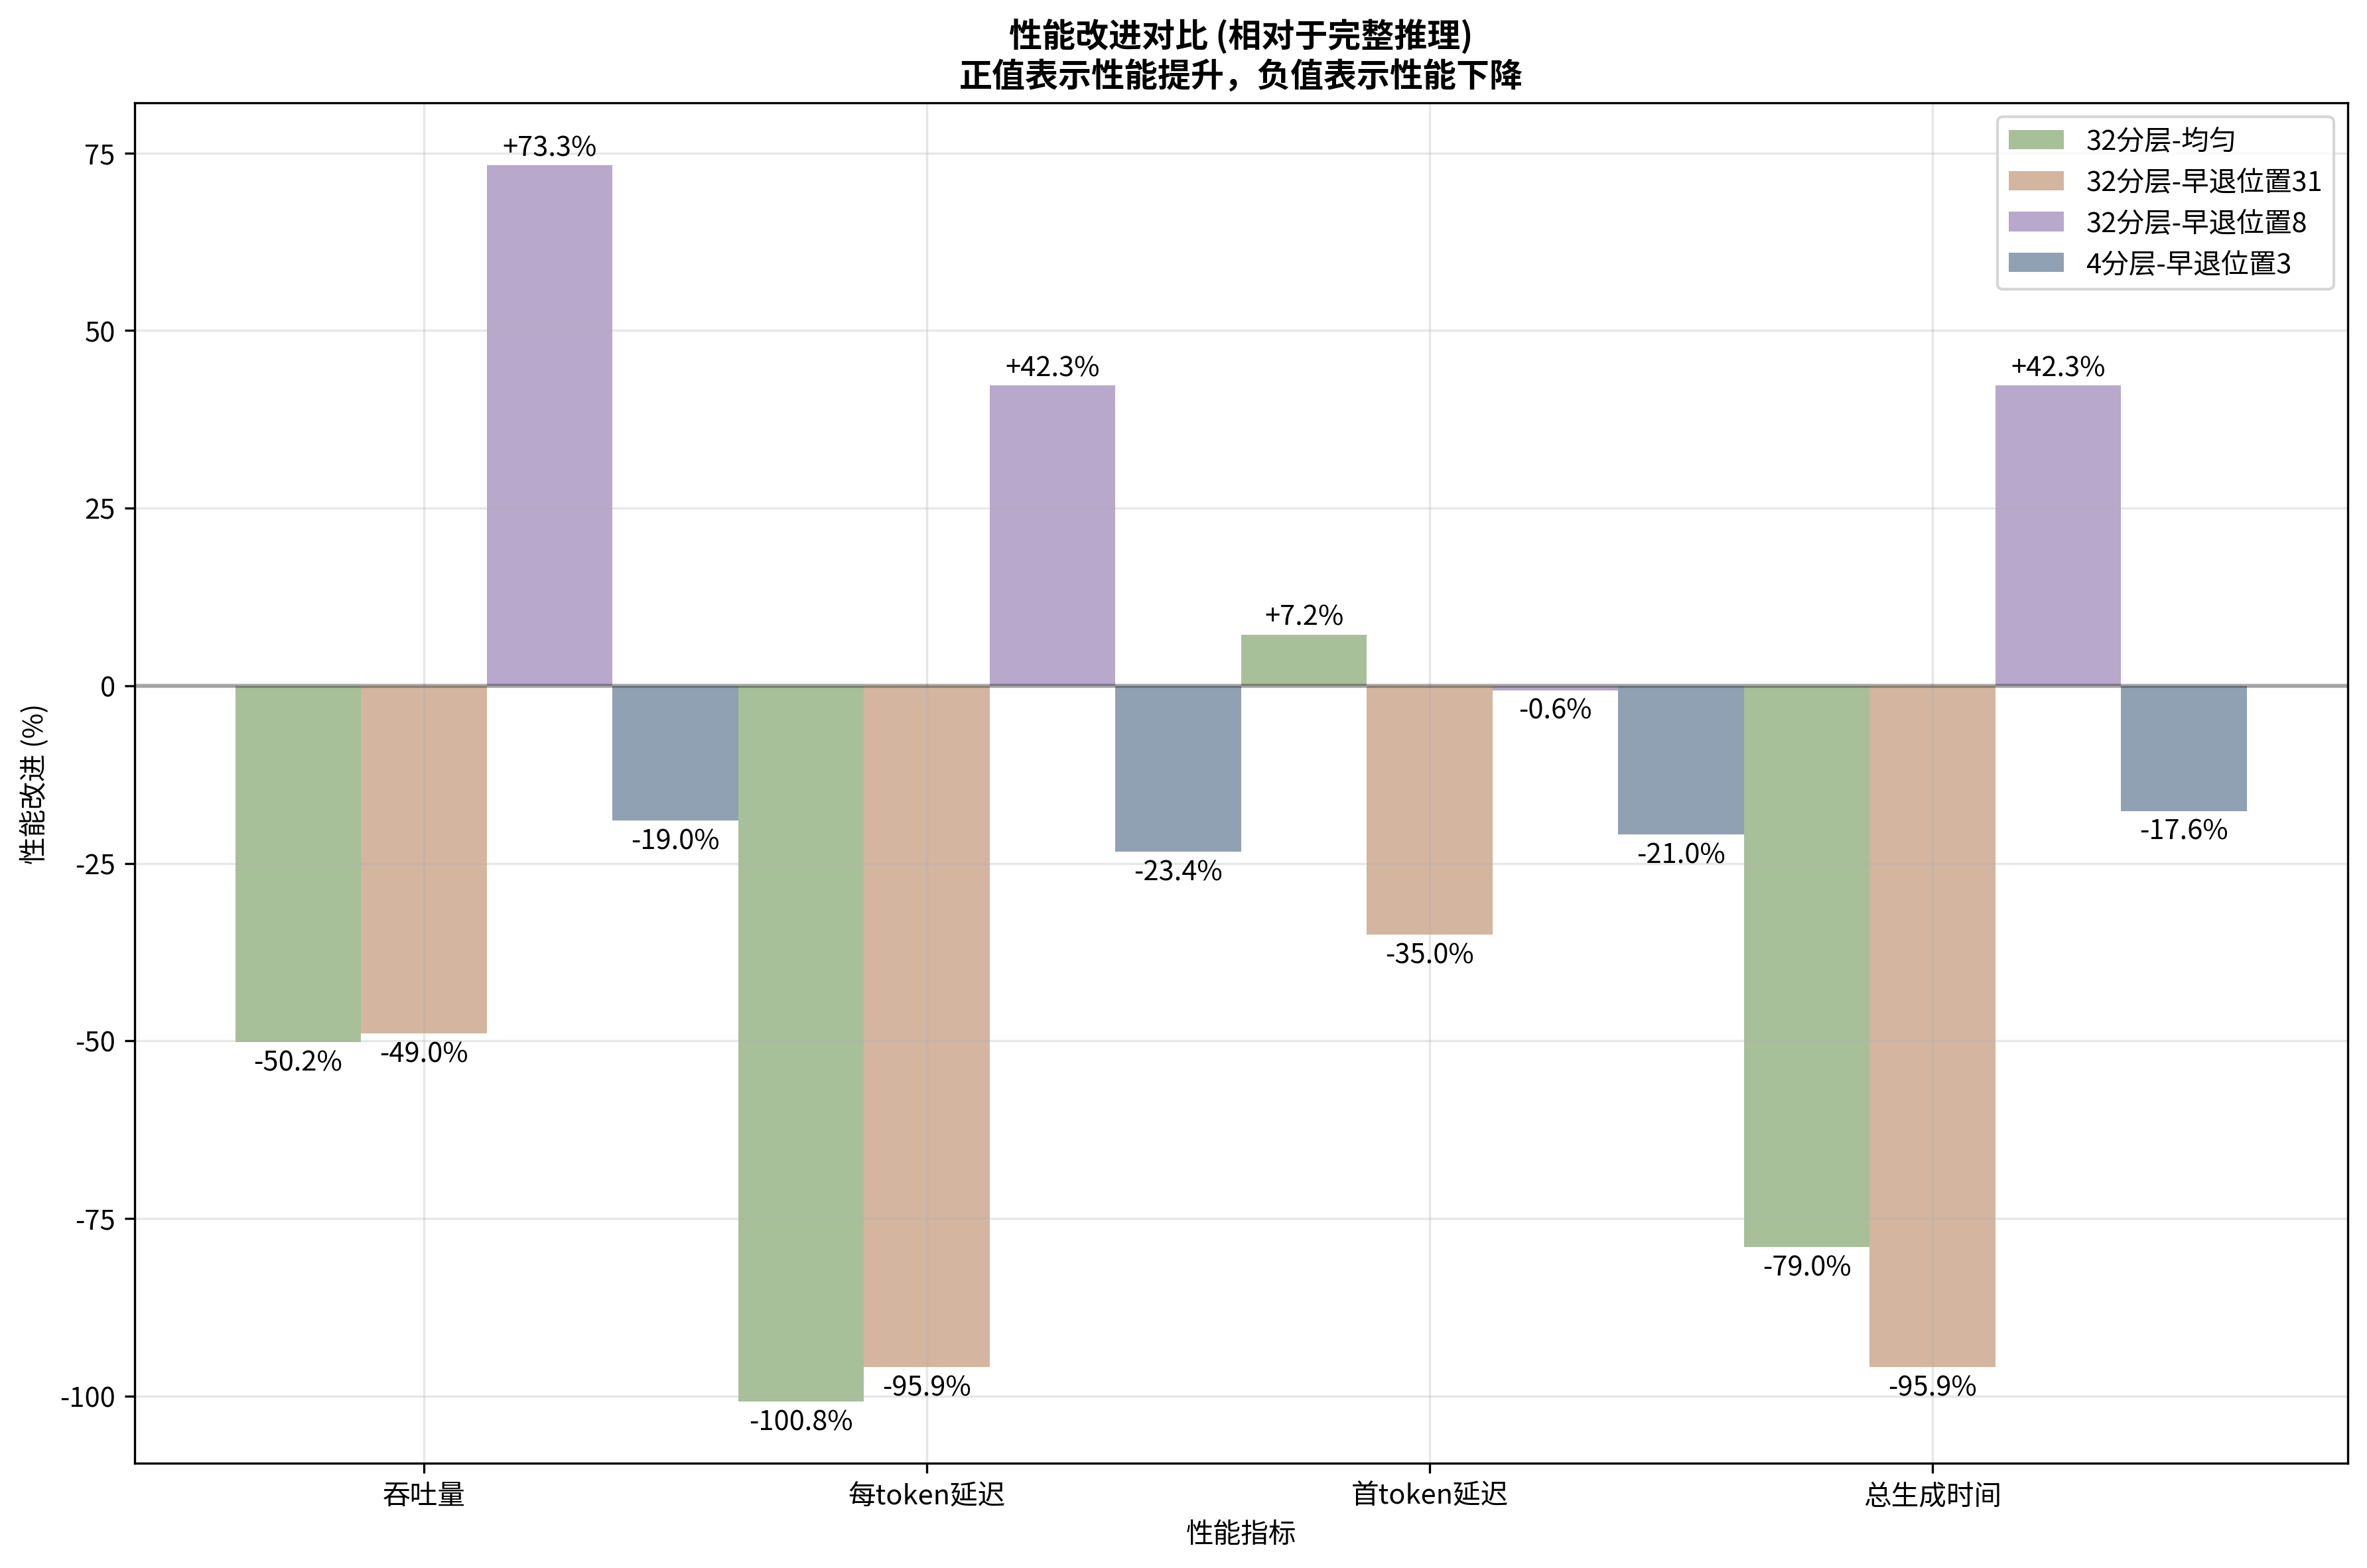 性能改进对比 (相对于完整推理)
正值表示性能提升，负值表示性能下降
32分层-均匀
32分层-早退位置31
32分层-早退位置8
4分层-早退位置3
性能改进 (%)
75
50
25
0
-25
-50
-75
-100
-50.2%
-49.0%
+73.3%
-19.0%
-100.8%
-95.9%
+42.3%
-23.4%
+7.2%
-35.0%
-0.6%
-21.0%
-79.0%
-95.9%
+42.3%
-17.6%
吞吐量
每token延迟
首token延迟
总生成时间
性能指标